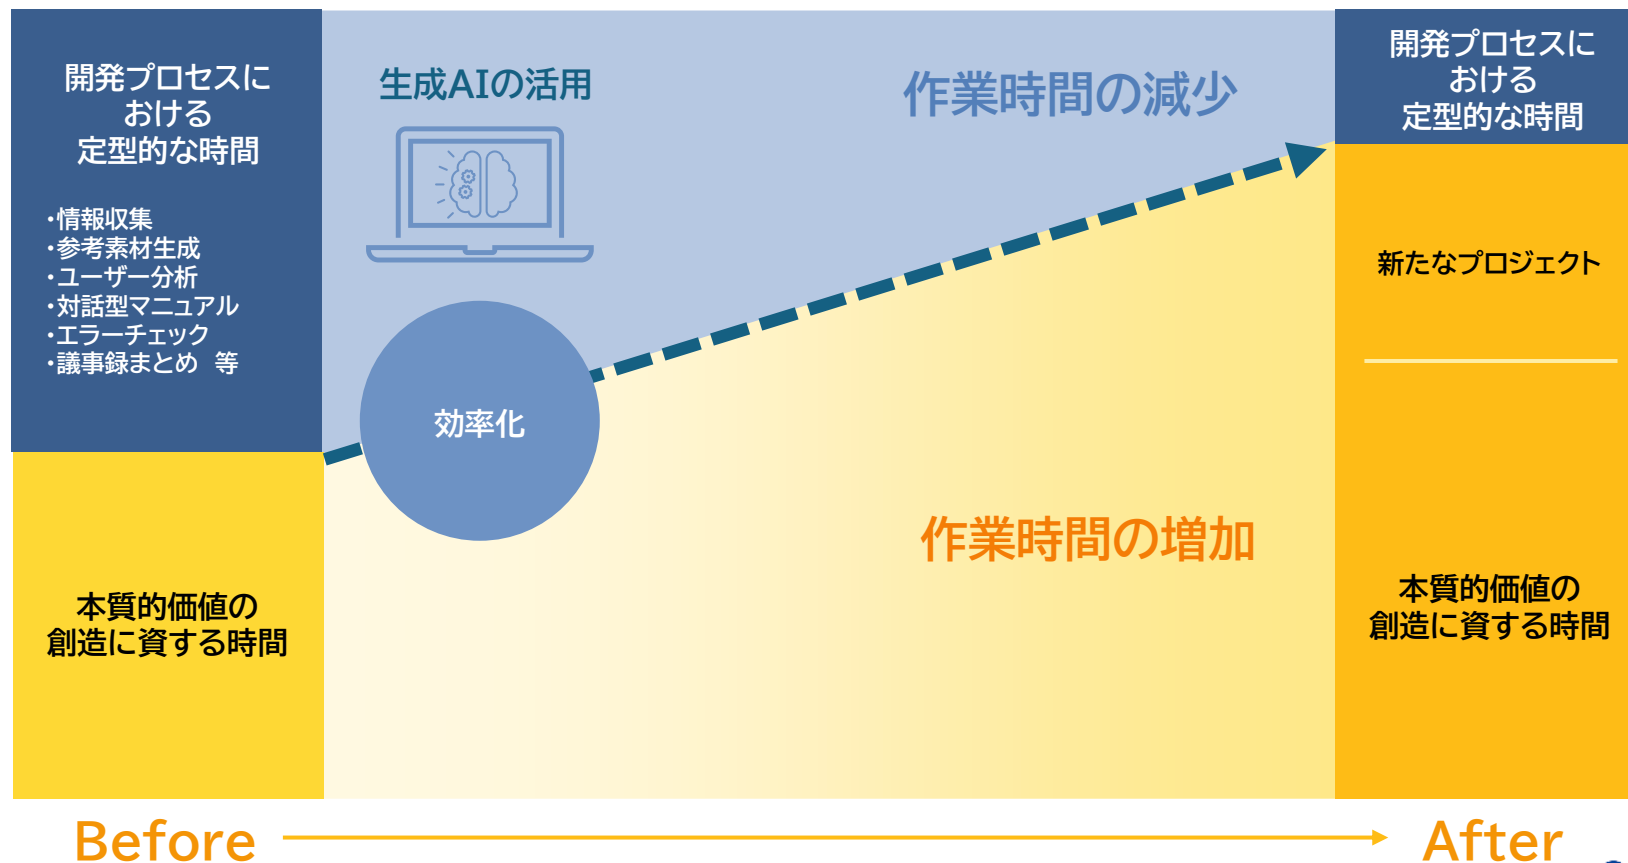 開発プロセスに
おける
定型的な時間
・情報収集
・参考素材生成
・ユーザー分析
・対話型マニュアル
・エラーチェック
・議事録まとめ 等
本質的価値の
創造に資する時間
生成AIの活用
効率化
作業時間の減少
作業時間の増加
開発プロセスに
おける
定型的な時間
新たなプロジェクト
本質的価値の
創造に資する時間
Before
After